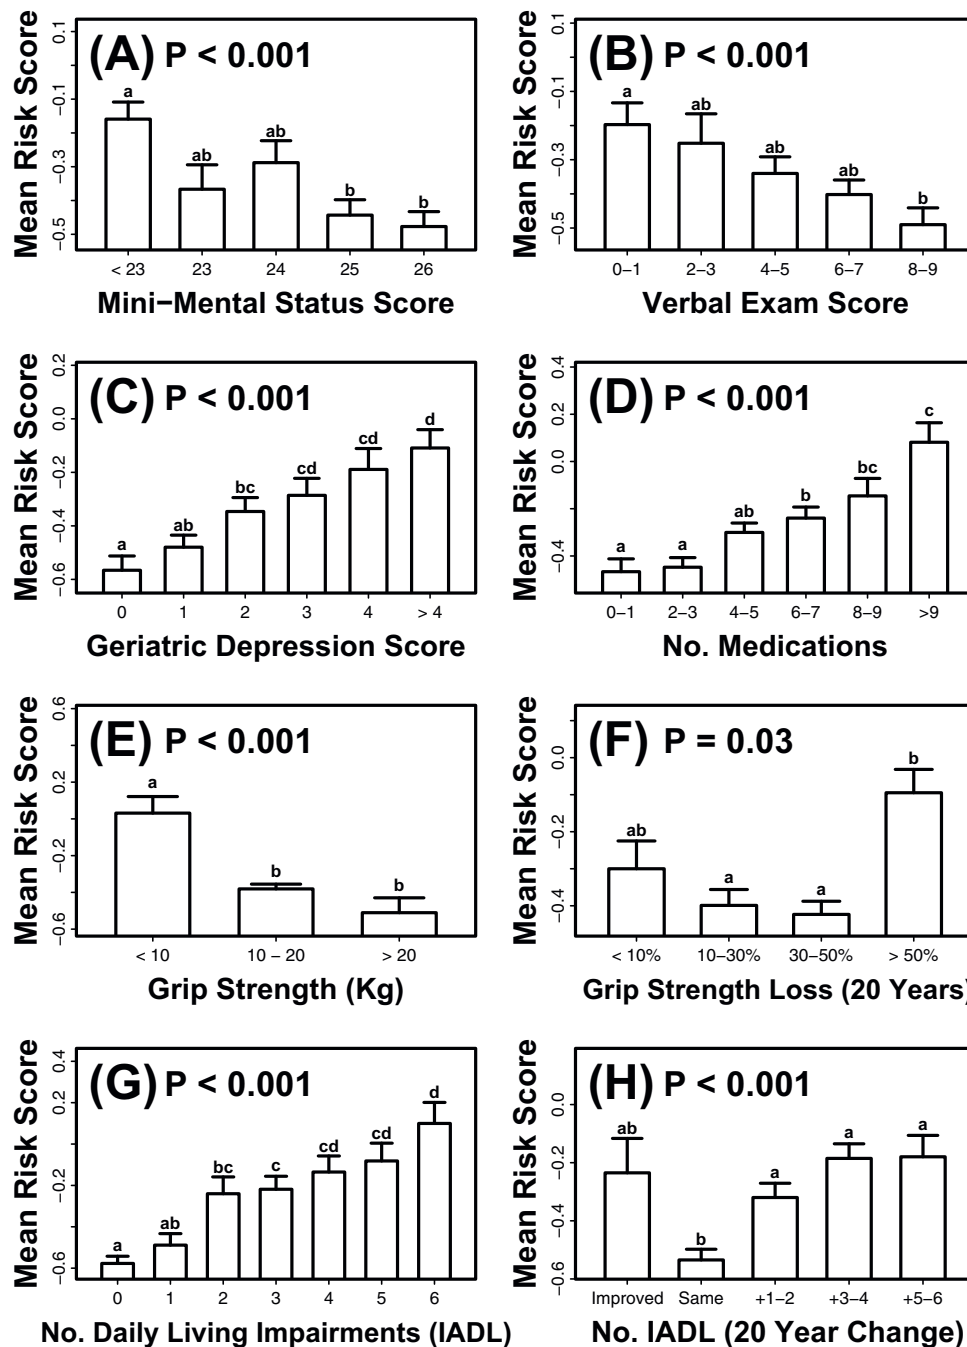 (A) P < 0.001
Mean Risk Score
0.1
−0.1
−0.3
−0.5
a
ab
ab
b
b
< 23 23 24 25 26
Mini−Mental Status Score
(B) P < 0.001
Mean Risk Score
0.1
−0.1
−0.3
−0.5
a
ab
ab
ab
b
0−1 2−3 4−5 6−7 8−9
Verbal Exam Score
(C) P < 0.001
Mean Risk Score
0.2
0.0
−0.2
−0.4
−0.6
a
ab
bc
cd
cd
d
0 1 2 3 4 > 4
Geriatric Depression Score
(D) P < 0.001
Mean Risk Score
0.4
0.2
0.0
−0.4
a
a
ab
b
bc
c
0−1 2−3 4−5 6−7 8−9 >9
No. Medications
(E) P < 0.001
Mean Risk Score
0.6
0.2
−0.2
−0.6
a
b
b
< 10 10 − 20 > 20
Grip Strength (Kg)
(F) P = 0.03
Mean Risk Score
0.0
−0.2
−0.4
ab
a
a
b
< 10% 10−30% 30−50% > 50%
Grip Strength Loss (20 Years)
(G) P < 0.001
Mean Risk Score
0.4
0.2
−0.2
−0.6
a
ab
bc
c
cd
cd
d
0 1 2 3 4 5 6
No. Daily Living Impairments (IADL)
(H) P < 0.001
Mean Risk Score
0.0
−0.2
−0.4
−0.6
ab
b
a
a
a
Improved Same +1−2 +3−4 +5−6
No. IADL (20 Year Change)